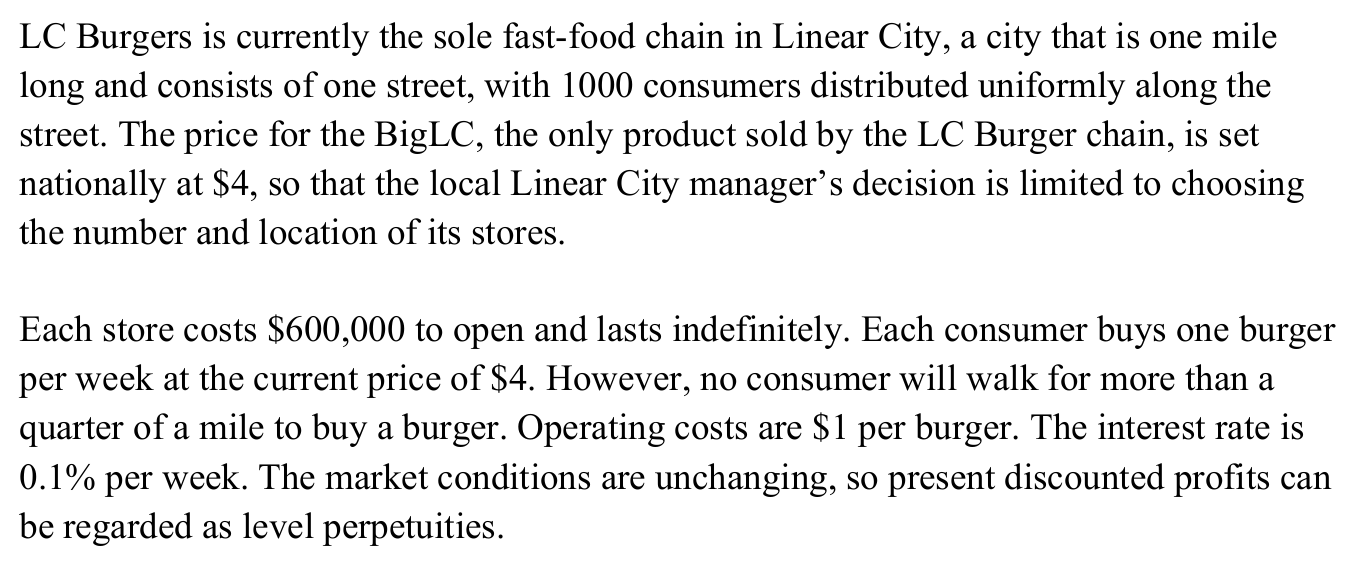 LC Burgers is currently the sole fast-food chain in Linear City, a city that is one mile
long and consists of one street, with 1000 consumers distributed uniformly along the
street. The price for the BigLC, the only product sold by the LC Burger chain, is set
nationally at $4, so that the local Linear City manager’s decision is limited to choosing
the number and location of its stores.
Each store costs $600,000 to open and lasts indefinitely. Each consumer buys one burger
per week at the current price of $4. However, no consumer will walk for more than a
quarter of a mile to buy a burger. Operating costs are $1 per burger. The interest rate is
0.1% per week. The market conditions are unchanging, so present discounted profits can
be regarded as level perpetuities.